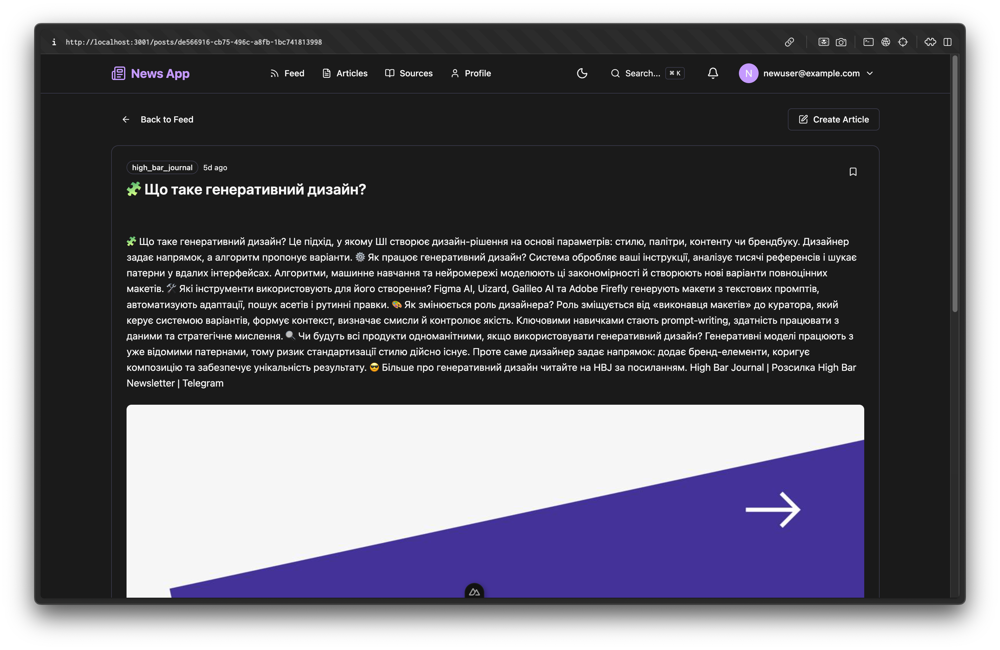 http://localhost:3001/posts/de566916-cb75-496c-a8fb-1bc741813998
News App
Feed
Articles
Sources
Profile
Search...
⌘ K
N
newuser@example.com
Back to Feed
Create Article
high_bar_journal
5d ago
🧩 Що таке генеративний дизайн?
🧩 Що таке генеративний дизайн? Це підхід, у якому ШІ створює дизайн-рішення на основі параметрів: стилю, палітри, контенту чи брендбуку. Дизайнер
задає напрямок, а алгоритм пропонує варіанти. ⚙️ Як працює генеративний дизайн? Система обробляє ваші інструкції, аналізує тисячі референсів і шукає
патерни у вдалих інтерфейсах. Алгоритми, машинне навчання та нейромережі моделюють ці закономірності й створюють нові варіанти повноцінних
макетів. 🛠 Які інструменти використовують для його створення? Figma AI, Uizard, Galileo AI та Adobe Firefly генерують макети з текстових промптів,
автоматизують адаптації, пошук асетів і рутинні правки. 🎨 Як змінюється роль дизайнера? Роль зміщується від «виконавця макетів» до куратора, який
керує системою варіантів, формує контекст, визначає смисли й контролює якість. Ключовими навичками стають prompt-writing, здатність працювати з
даними та стратегічне мислення. 🔍 Чи будуть всі продукти одноманітними, якщо використовувати генеративний дизайн? Генеративні моделі працюють з
уже відомими патернами, тому ризик стандартизації стилю дійсно існує. Проте саме дизайнер задає напрямок: додає бренд-елементи, коригує
композицію та забезпечує унікальність результату. 😎 Більше про генеративний дизайн читайте на HBJ за посиланням. High Bar Journal | Розсилка High Bar
Newsletter | Telegram